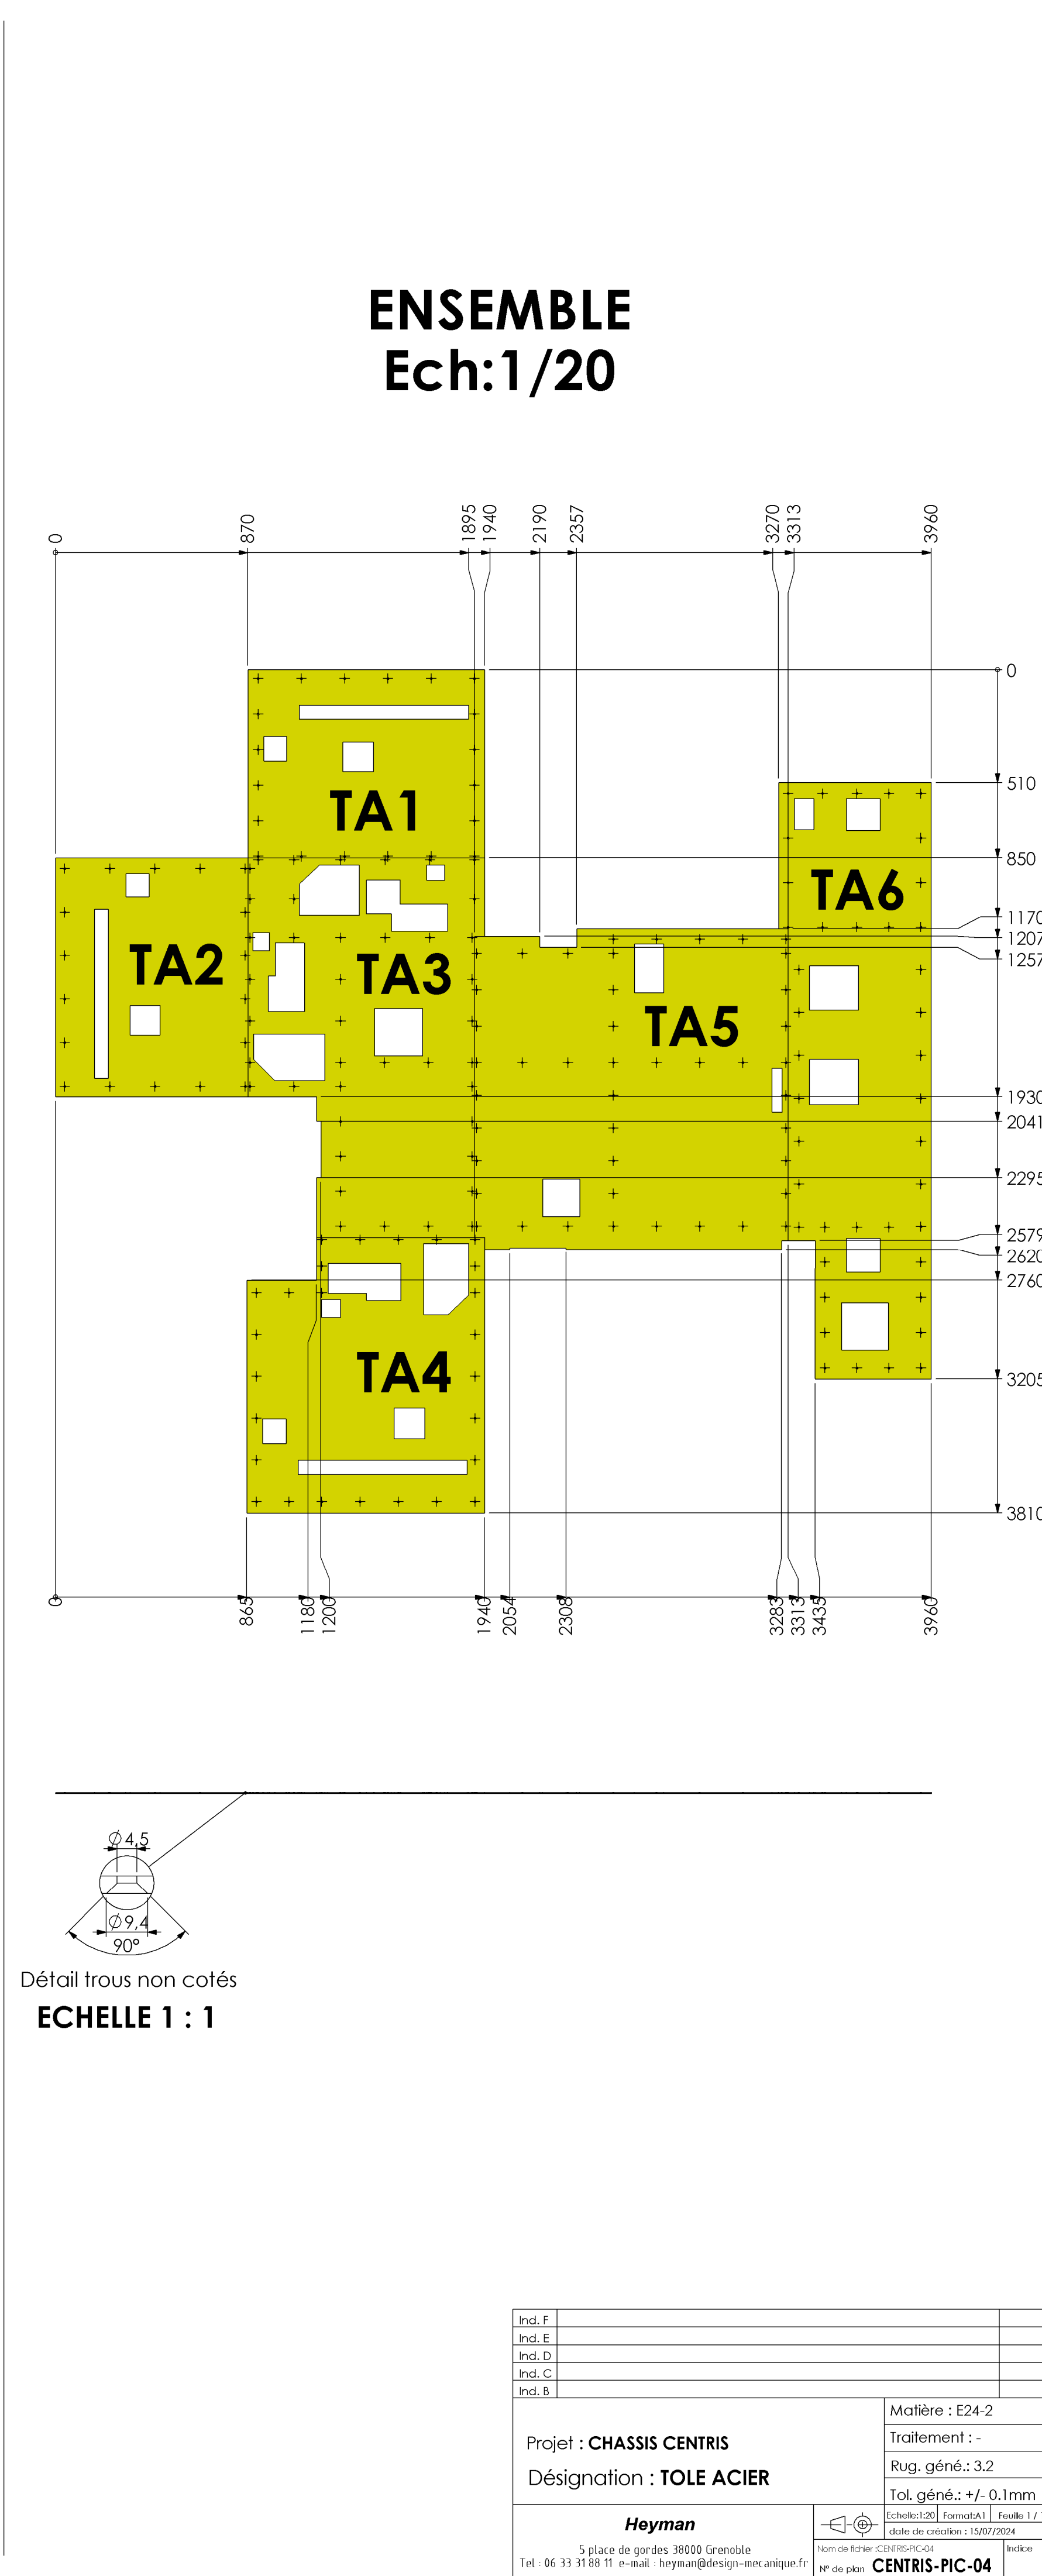 ENSEMBLE
Ech:1/20
0
870
1895
1940
2190
2357
3270
3313
3960
0
510
850
1170
1207
1257
1930
2041
2295
2579
2620
2760
3205
3810
TA1
TA6
TA2
TA3
TA5
TA4
0
865
1180
1200
1940
2054
2308
3283
3313
3435
3960
Ø4,5
Ø9,4
90°
Détail trous non cotés
ECHELLE 1 : 1
Ind. F
Ind. E
Ind. D
Ind. C
Ind. B
Projet : CHASSIS CENTRIS
Désignation : TOLE ACIER
Matière : E24-2
Traitement : -
Rug. géné.: 3.2
Tol. géné.: +/- 0.1mm
Heyman
5 place de gordes 38000 Grenoble
Tel : 06 33 31 88 11 e-mail : heyman@design-mecanique.fr
Echelle:1:20 Format:A1 Feuille 1 /
date de création : 15/07/2024
Nom de fichier :CENTRIS-PIC-04
N° de plan CENTRIS-PIC-04
Indice